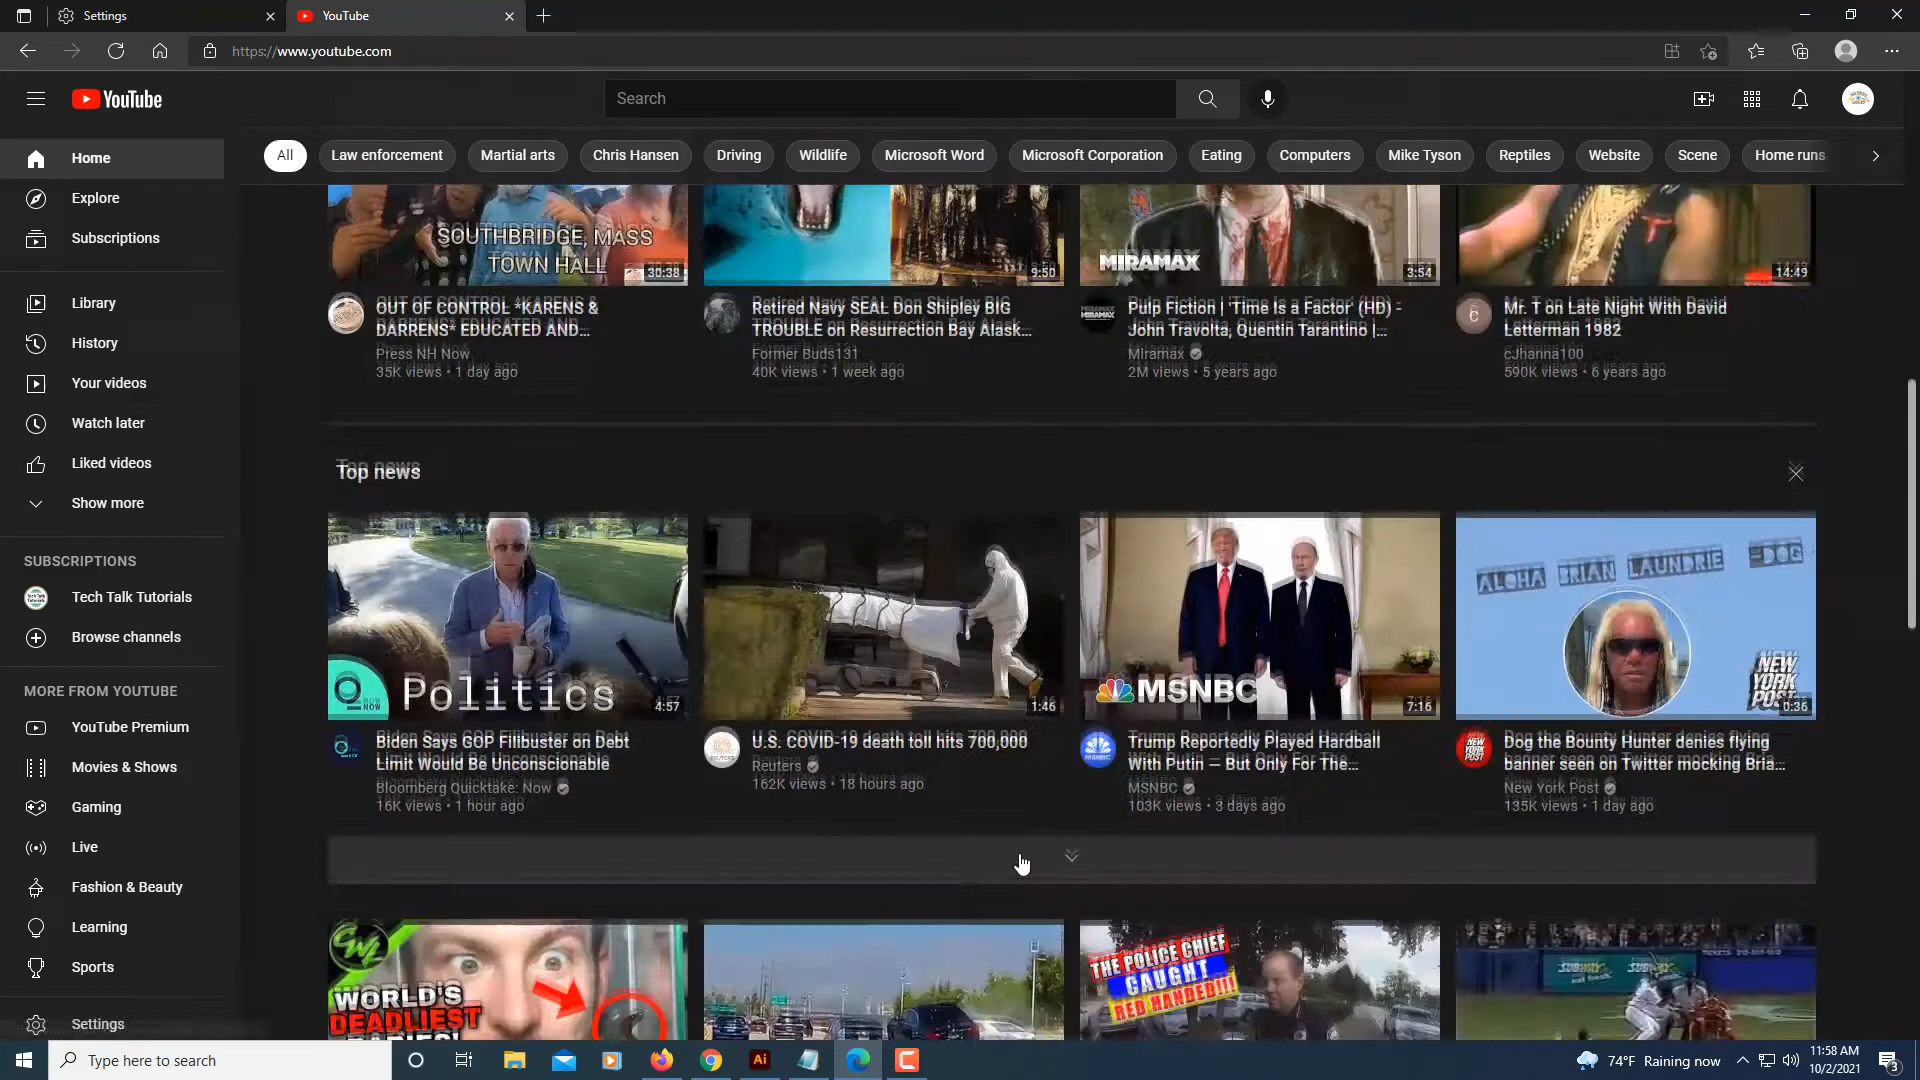 Settings
YouTube
https://www.youtube.com
YouTube
Search
Home
Explore
Subscriptions
Library
History
Your videos
Watch later
Liked videos
Show more
SUBSCRIPTIONS
Tech Talk Tutorials
Browse channels
MORE FROM YOUTUBE
YouTube Premium
Movies & Shows
Gaming
Live
Fashion & Beauty
Learning
Sports
Settings
All
Law enforcement
Martial arts
Chris Hansen
Driving
Wildlife
Microsoft Word
Microsoft Corporation
Eating
Computers
Mike Tyson
Reptiles
Website
Scene
Home runs
SOUTHBRIDGE, MASS
TOWN HALL
30:38
OUT OF CONTROL *KARENS &
DARRENS* EDUCATED AND...
Press NH Now
35K views • 1 day ago
9:50
Retired Navy SEAL Don Shipley BIG
TROUBLE on Resurrection Bay Alask...
Former Buds131
40K views • 1 week ago
MIRAMAX
3:54
MIRAMAX
Pulp Fiction | 'Time Is a Factor' (HD) -
John Travolta, Quentin Tarantino |...
Miramax
2M views • 5 years ago
14:49
c
Mr. T on Late Night With David
Letterman 1982
cJhanna100
590K views • 6 years ago
Top news
NOW
Politics
4:57
Biden Says GOP Filibuster on Debt
Limit Would Be Unconscionable
Bloomberg Quicktake: Now
16K views • 1 hour ago
1:46
REUTERS
U.S. COVID-19 death toll hits 700,000
Reuters
162K views • 18 hours ago
MSNBC
7:16
MSNBC
Trump Reportedly Played Hardball
With Putin — But Only For The...
MSNBC
103K views • 3 days ago
ALOHA BRIAN LAUNDRIE =DOG
NEW
YORK
POST
0:36
NEW
YORK
POST
Dog the Bounty Hunter denies flying
banner seen on Twitter mocking Bria...
New York Post
135K views • 1 day ago
WORLD'S
DEADLIEST
THE POLICE CHIEF
CAUGHT
RED HANDED!!!
SUBWAY
SUBWAY
Type here to search
Ai
74°F Raining now
11:58 AM
10/2/2021
3